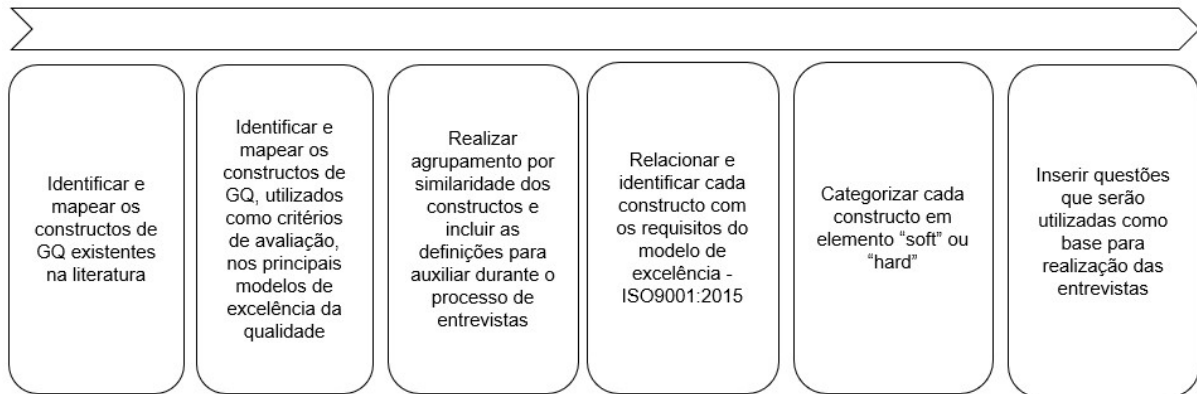 Identificar e
mapear os
constructos de
GQ existentes
na literatura
Identificar e
mapear os
constructos de
GQ, utilizados
como critérios
de avaliação,
nos principais
modelos de
excelência da
qualidade
Realizar
agrupamento por
similaridade dos
constructos e
incluir as
definições para
auxiliar durante o
processo de
entrevistas
Relacionar e
identificar cada
constructo com
os requisitos do
modelo de
excelência -
ISO9001:2015
Categorizar cada
constructo em
elemento “soft” ou
“hard”
Inserir questões
que serão
utilizadas como
base para
realização das
entrevistas